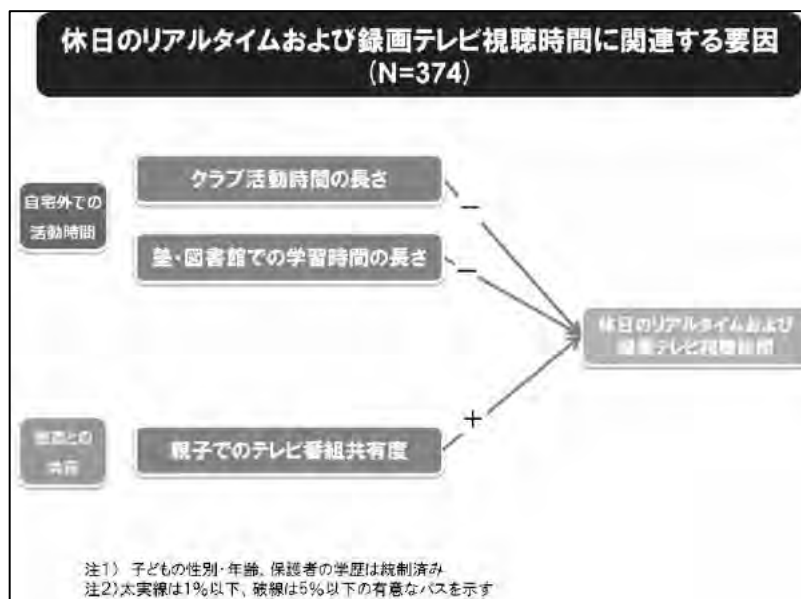 休日のリアルタイムおよび録画テレビ視聴時間に関連する要因
(N=374)
自宅外での
活動時間
クラブ活動時間の長さ
塾・図書館での学習時間の長さ
−
−
休日のリアルタイムおよび
録画テレビ視聴時間
+
との
共有
親子でのテレビ番組共有度
注1) 子どもの性別・年齢、保護者の学歴は統制済み
注2)太実線は1%以下、破線は5%以下の有意なパスを示す